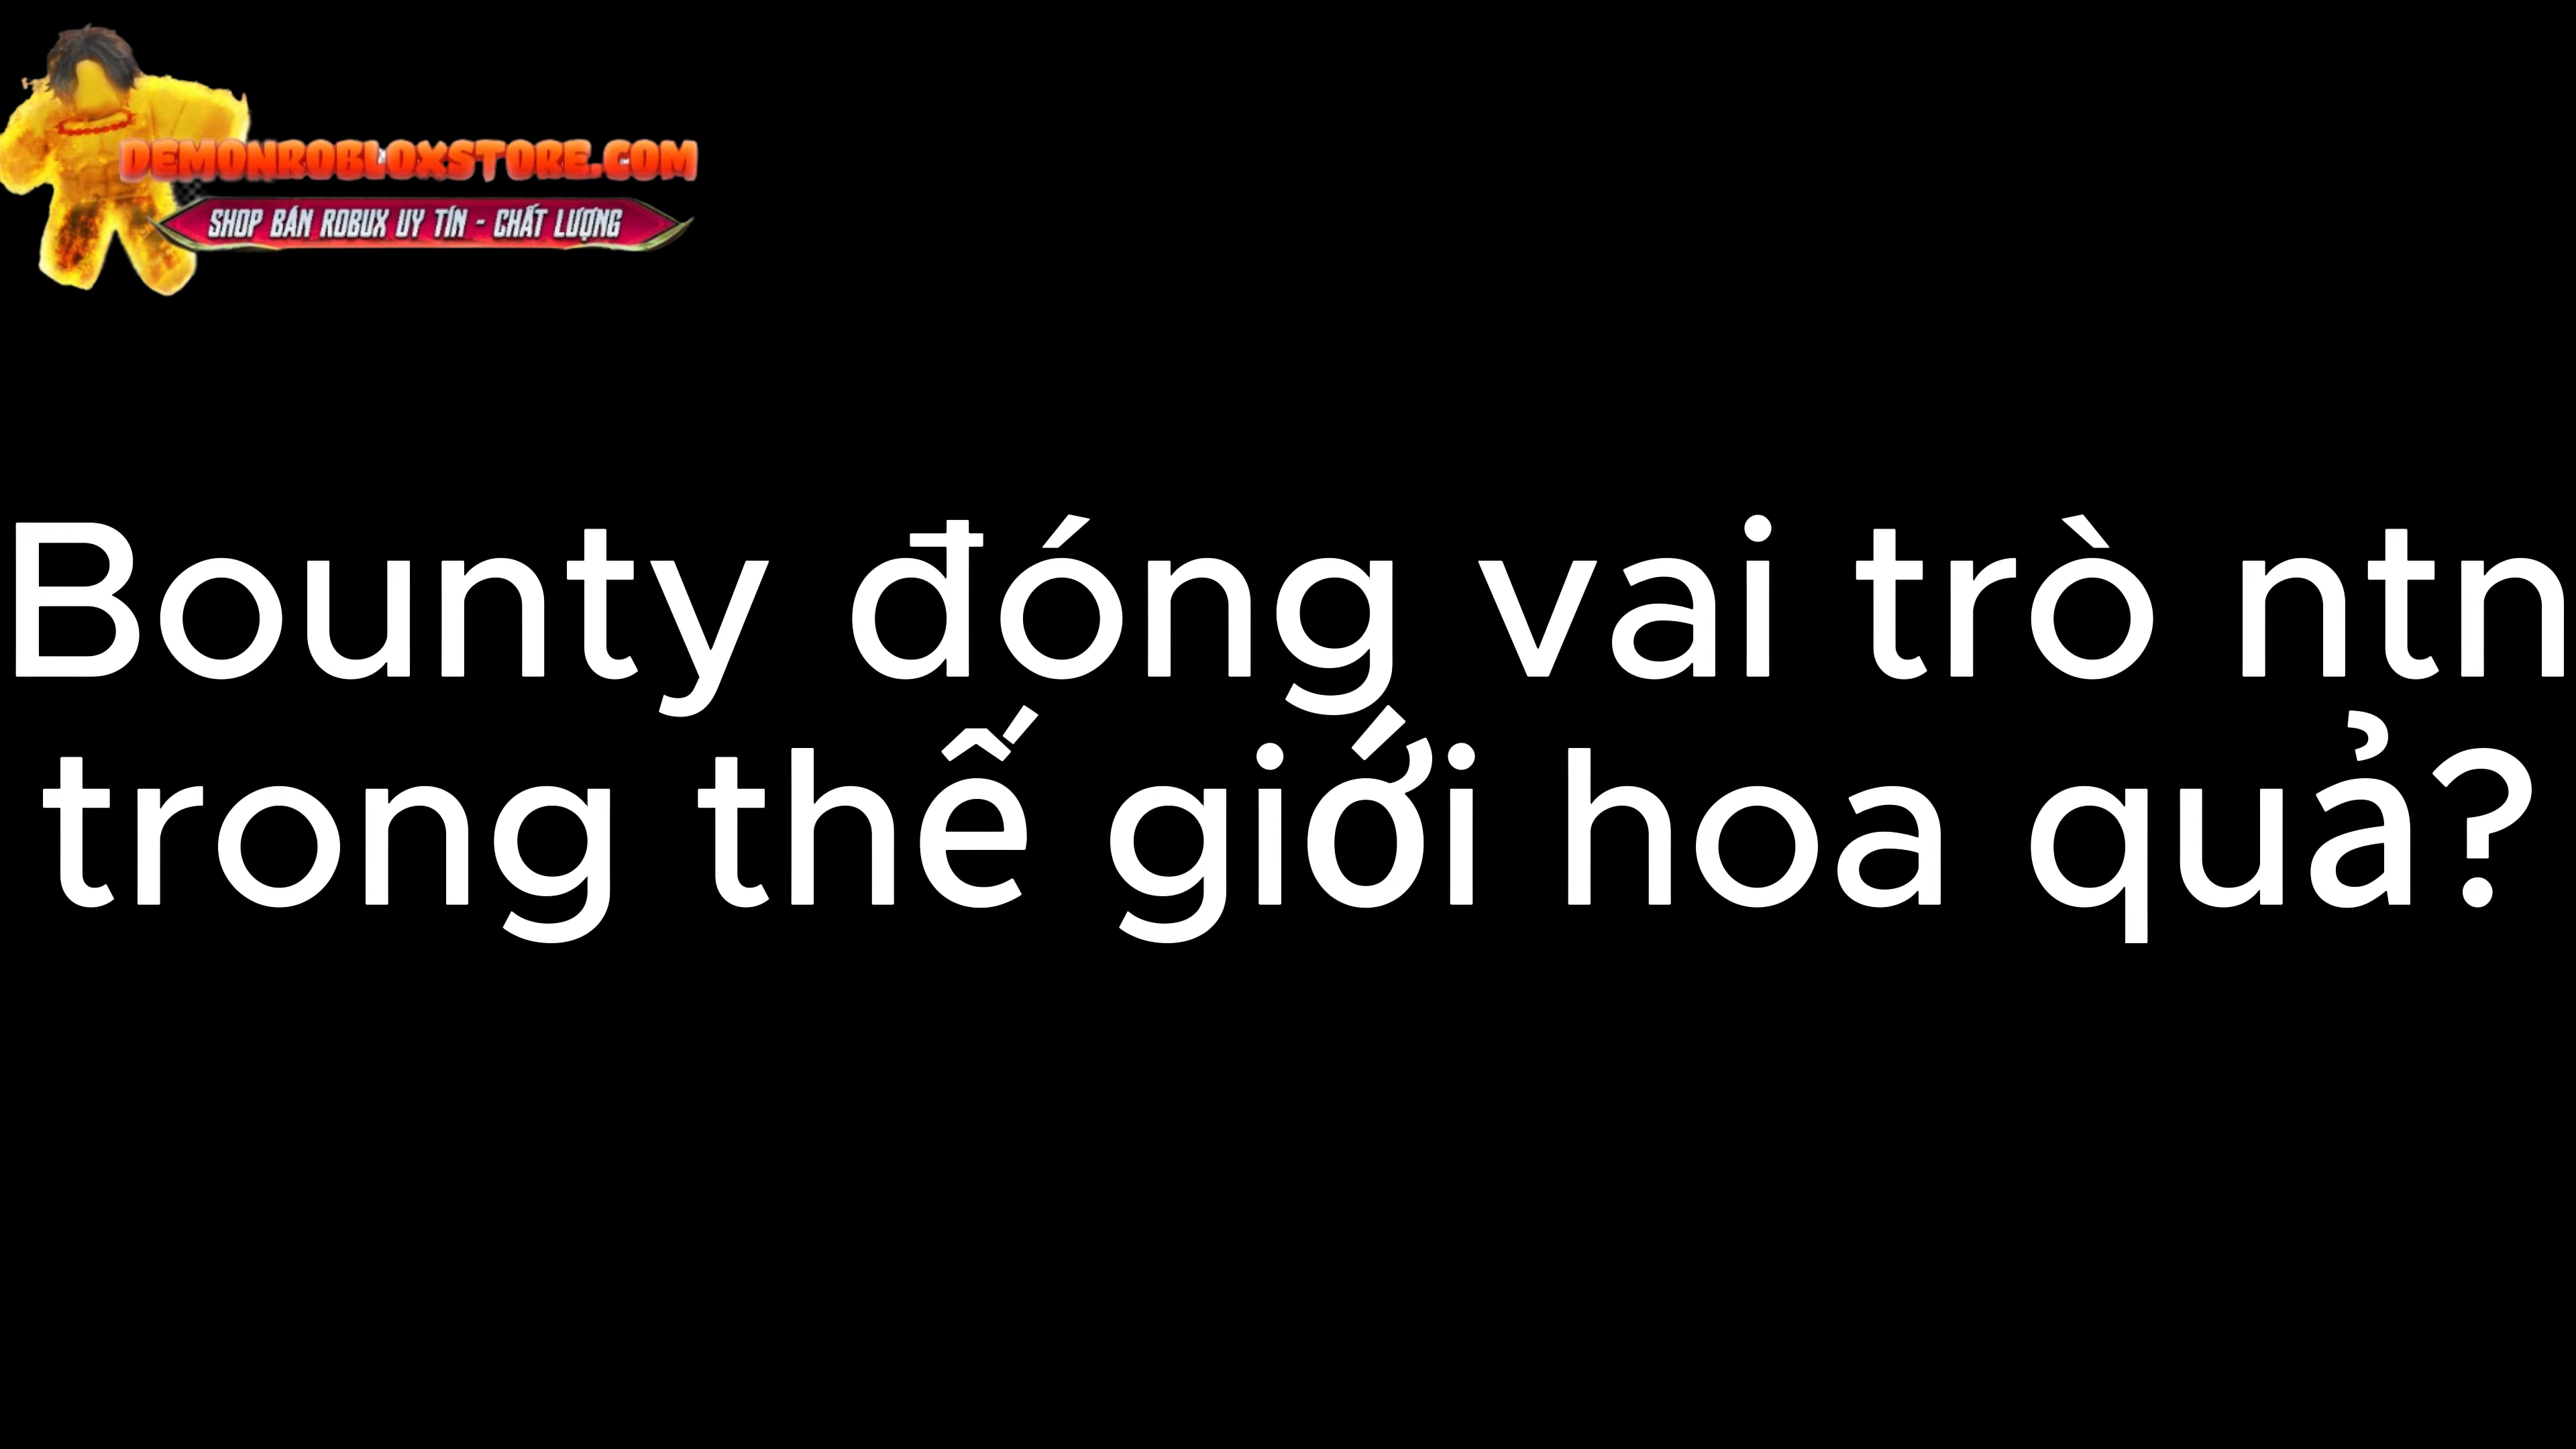 DEMONROBLOXSTORE.COM
SHOP BÁN ROBUX UY TÍN - CHẤT LƯỢNG
Bounty đóng vai trò ntn
trong thế giới hoa quả?